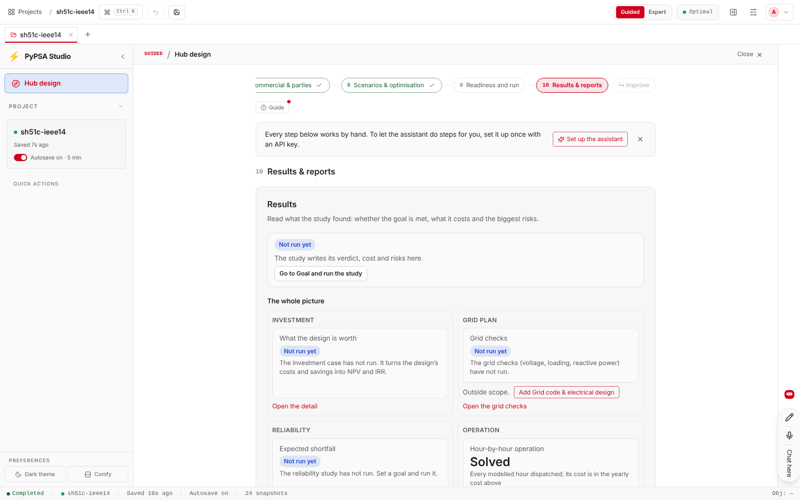 Projects / sh51c-ieee14 ⌘ Ctrl K Guided Expert Optimal A
sh51c-ieee14 × +
PyPSA Studio
GUIDED / Hub design Close ×
Hub design
PROJECT
sh51c-ieee14
Saved 7s ago
Autosave on · 5 min
QUICK ACTIONS
ommercial & parties ✓ 8 Scenarios & optimisation ✓ 9 Readiness and run 10 Results & reports Improve
Guide
Every step below works by hand. To let the assistant do steps for you, set it up once with
an API key.
Set up the assistant
10 Results & reports
Results
Read what the study found: whether the goal is met, what it costs and the biggest risks.
Not run yet
The study writes its verdict, cost and risks here.
Go to Goal and run the study
The whole picture
INVESTMENT
What the design is worth
Not run yet
The investment case has not run. It turns the design's
costs and savings into NPV and IRR.
Open the detail
GRID PLAN
Grid checks
Not run yet
The grid checks (voltage, loading, reactive power)
have not run.
Outside scope. Add Grid code & electrical design
Open the grid checks
RELIABILITY
Expected shortfall
Not run yet
The reliability study has not run. Set a goal and run it.
OPERATION
Hour-by-hour operation
Solved
Every modelled hour dispatched; its cost is in the yearly
cost above
Chat here
PREFERENCES
Dark theme Comfy
Completed sh51c-ieee14 Saved 10s ago Autosave on 24 snapshots Obj: —